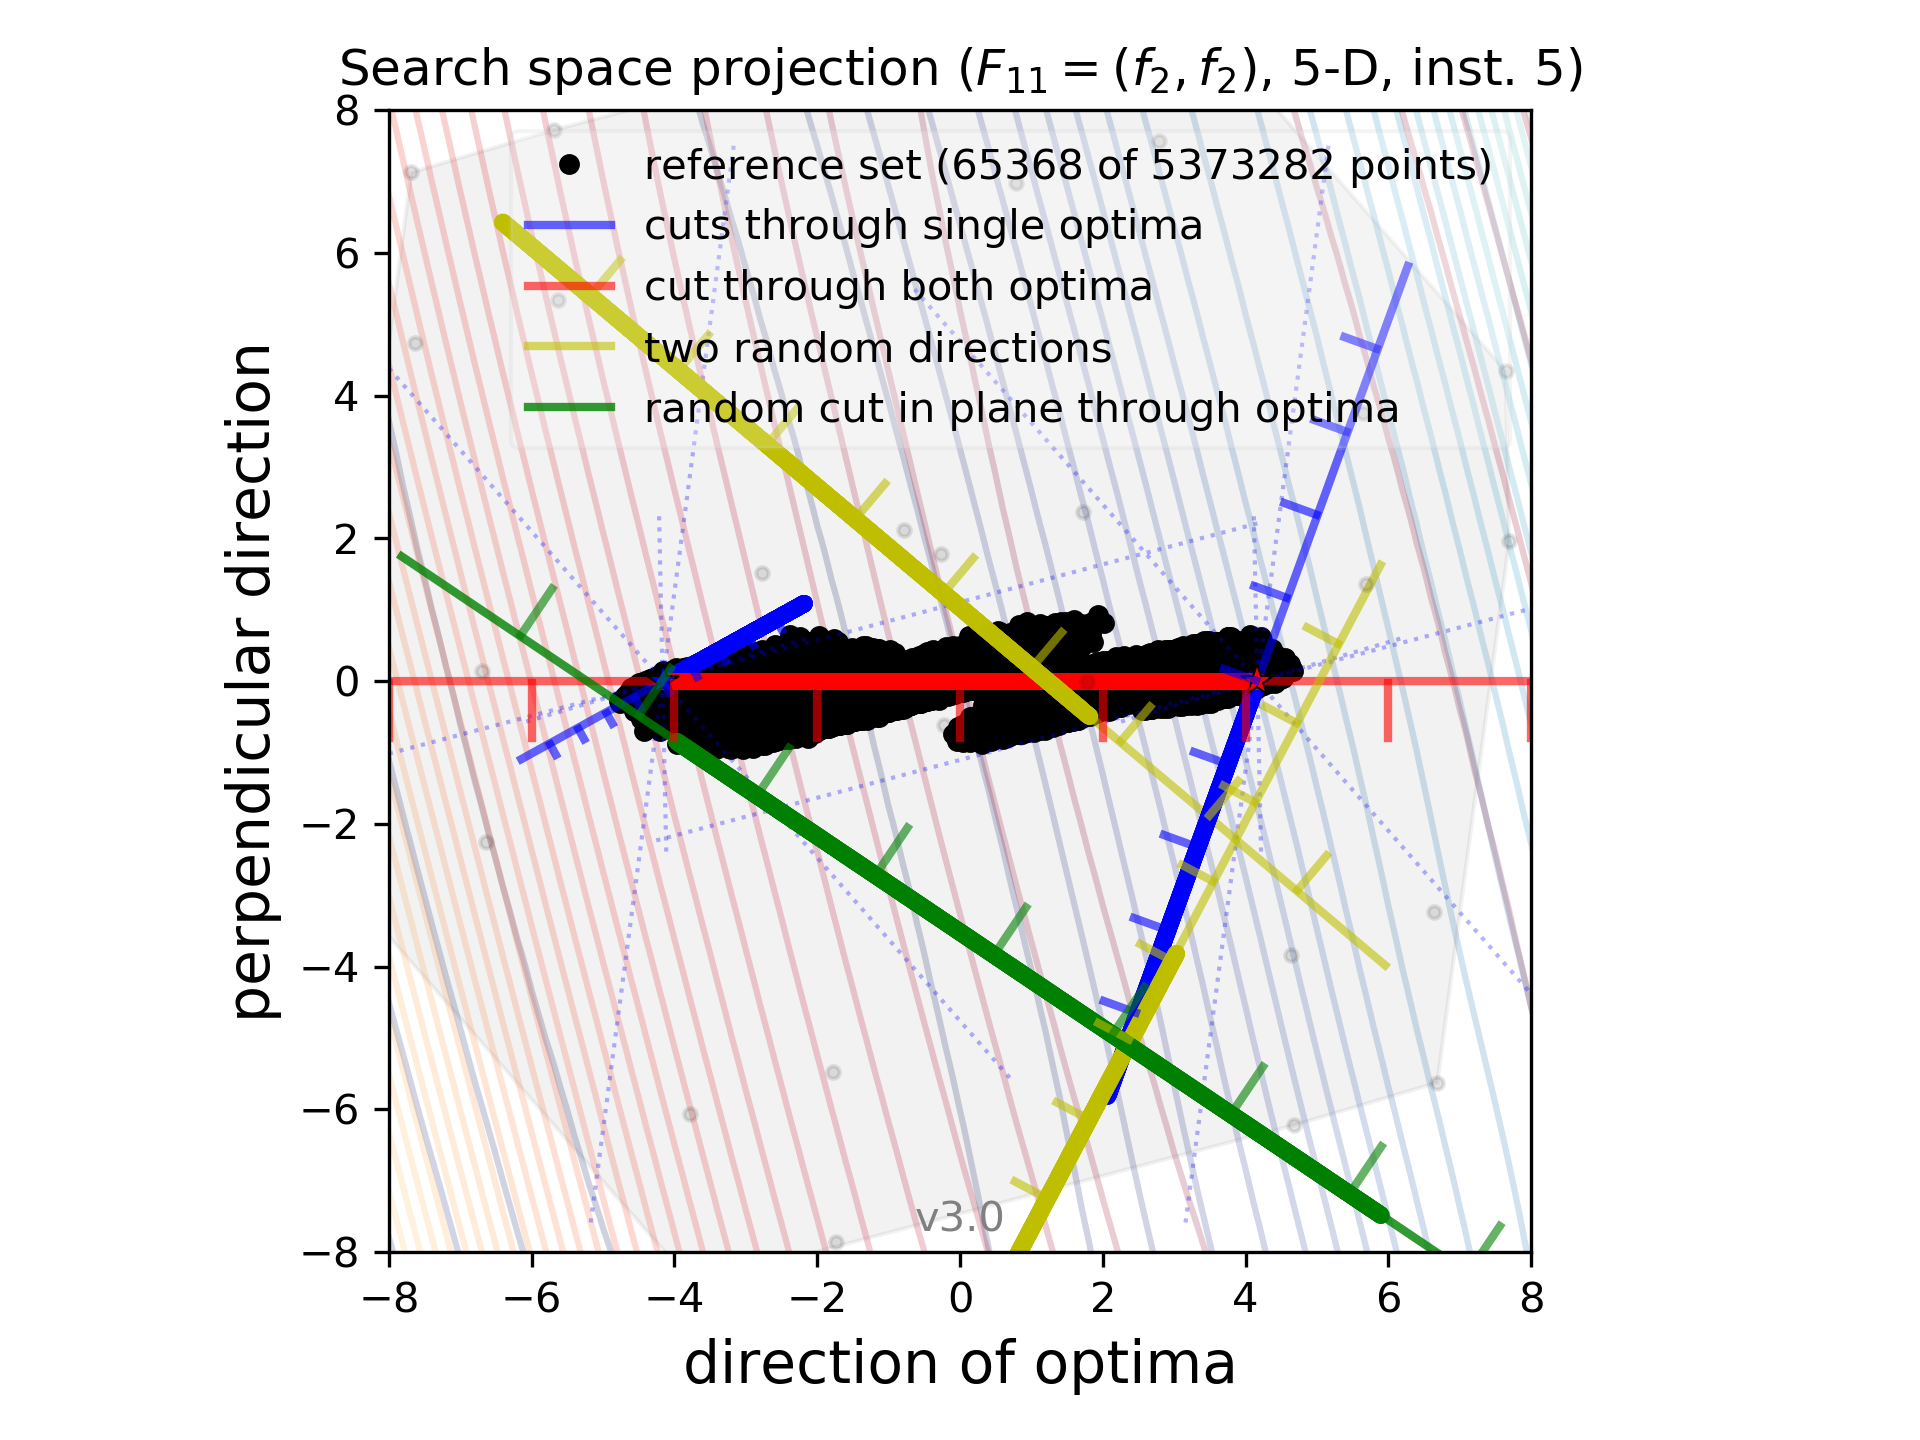 Search space projection (F₁₁ = (f₂, f₂), 5-D, inst. 5)
reference set (65368 of 5373282 points)
cuts through single optima
cut through both optima
two random directions
random cut in plane through optima
8
6
4
2
0
−2
−4
−6
−8
perpendicular direction
v3.0
−8 −6 −4 −2 0 2 4 6 8
direction of optima